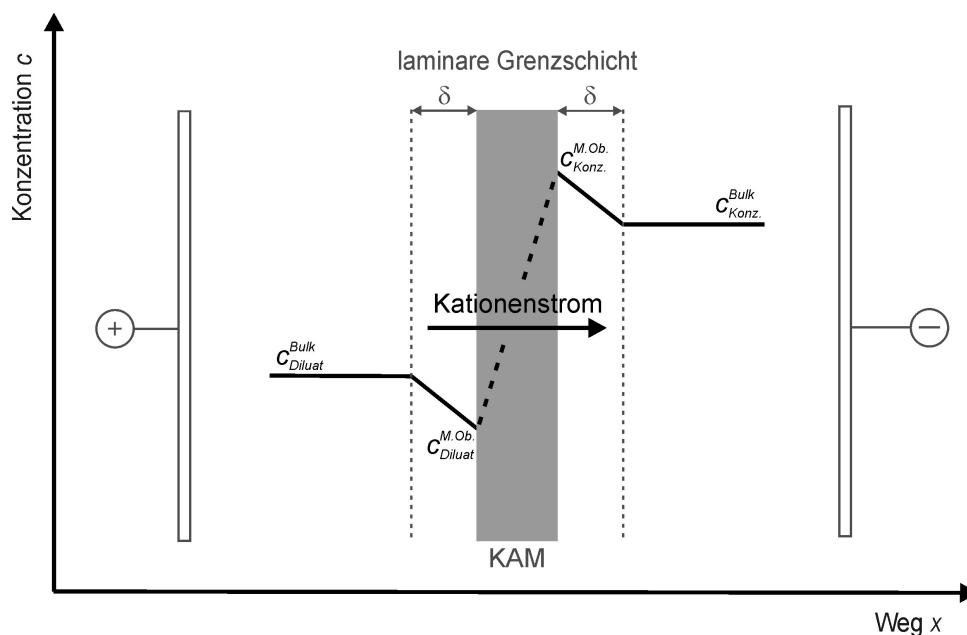 Konzentration c
laminare Grenzschicht
δ δ
c M.Ob. Konz.
c Bulk Konz.
Kationenstrom
+
−
c Bulk Diluat
c M.Ob. Diluat
KAM
Weg x